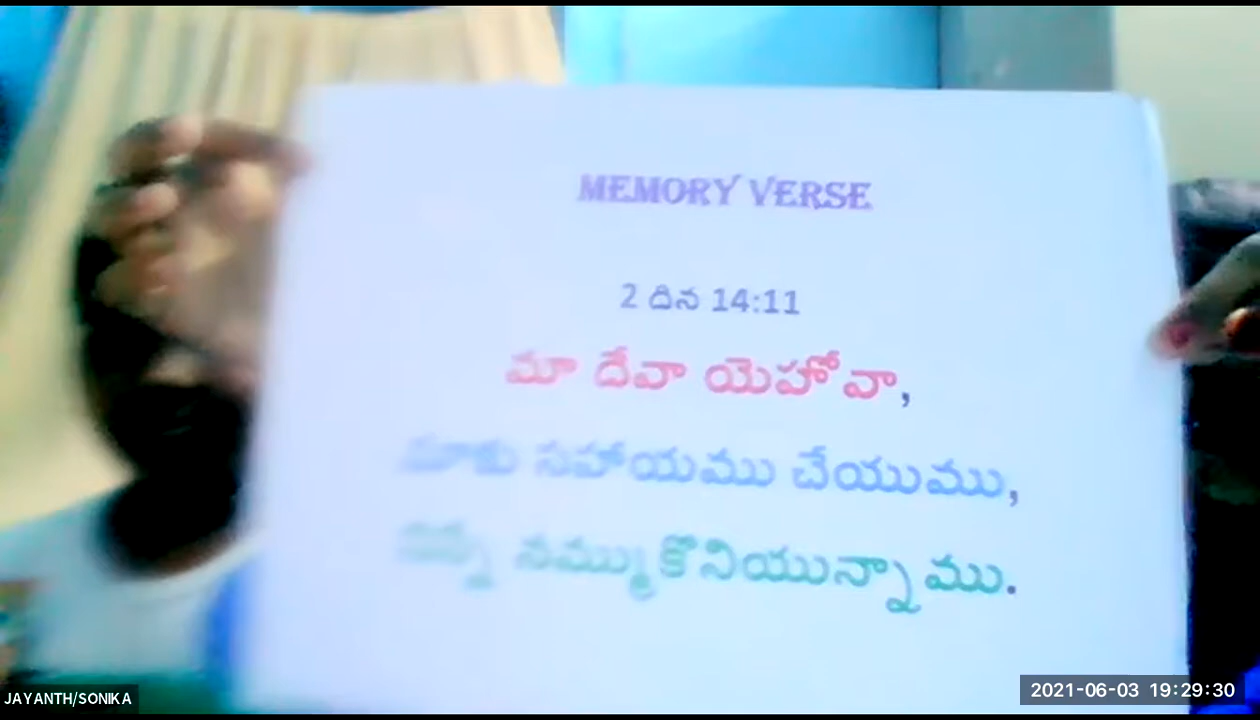 MEMORY VERSE
2 దిన 14:11
మా దేవా యెహోవా,
మాకు సహాయము చేయుము,
నిన్నే నమ్ముకొనియున్నాము.
JAYANTH/SONIKA
2021-06-03 19:29:30